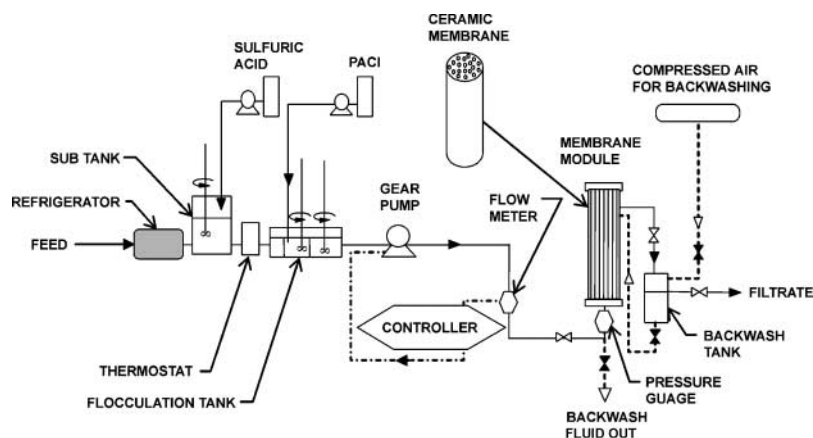 CERAMIC
MEMBRANE
SULFURIC
ACID
PACI
COMPRESSED AIR
FOR BACKWASHING
MEMBRANE
MODULE
SUB TANK
GEAR
PUMP
FLOW
METER
REFRIGERATOR
FEED
FILTRATE
CONTROLLER
BACKWASH
TANK
THERMOSTAT
PRESSURE
GUAGE
FLOCCULATION TANK
BACKWASH
FLUID OUT